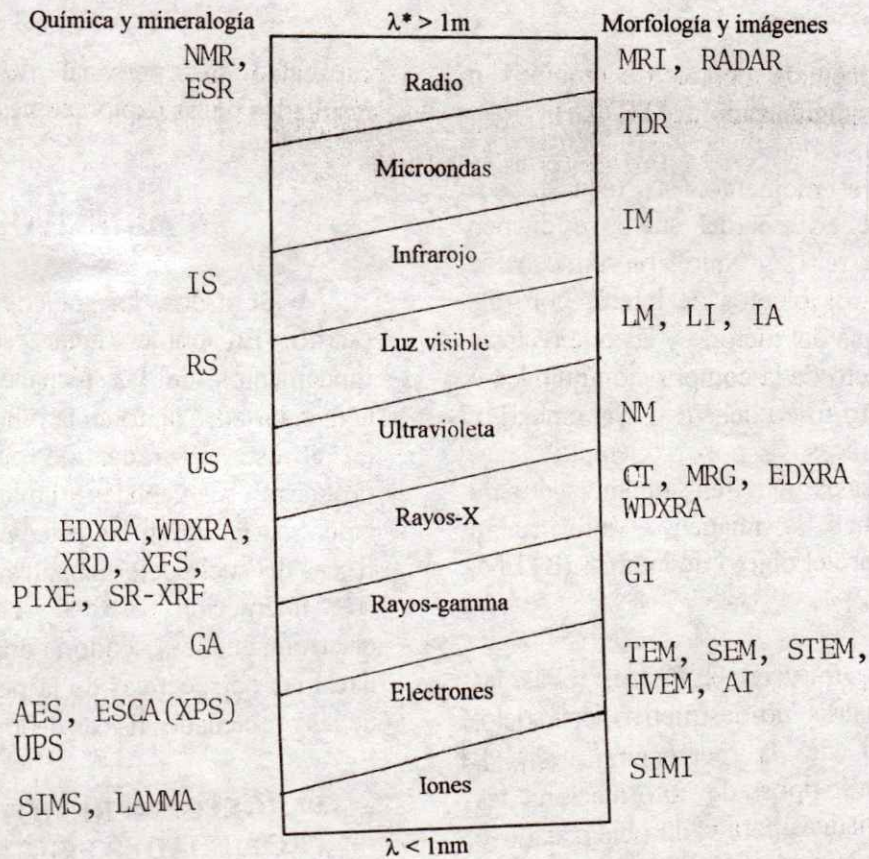 Química y mineralogía
λ* > 1m
Morfología y imágenes
NMR,
ESR
Radio
MRI, RADAR
TDR
Microondas
IM
Infrarojo
IS
LM, LI, IA
Luz visible
RS
NM
Ultravioleta
US
CT, MRG, EDXRA
WDXRA
Rayos-X
EDXRA,WDXRA,
XRD, XFS,
PIXE, SR-XRF
GI
Rayos-gamma
GA
TEM, SEM, STEM,
HVEM, AI
Electrones
AES, ESCA(XPS)
UPS
SIMI
Iones
SIMS, LAMMA
λ < 1nm